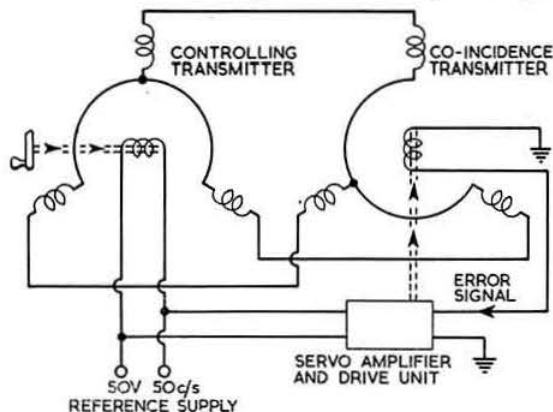 CONTROLLING
TRANSMITTER
CO-INCIDENCE
TRANSMITTER
ERROR
SIGNAL
SERVO AMPLIFIER
AND DRIVE UNIT
50V 50c/s
REFERENCE SUPPLY